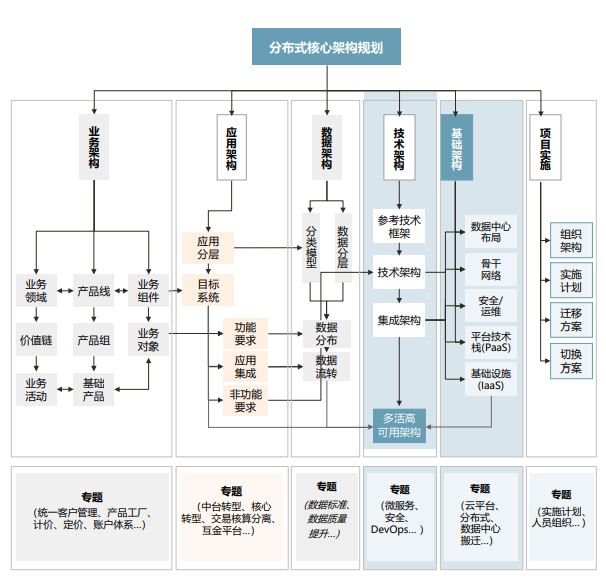 分布式核心架构规划
业务架构
应用架构
数据架构
技术架构
基础架构
项目实施
业务
领域
产品线
业务
组件
价值链
产品组
业务
对象
业务
活动
基础
产品
应用
分层
目标
系统
功能
要求
应用
集成
非功能
要求
分类模型
数据分层
数据
分布
数据
流转
参考技术
框架
技术架构
集成架构
多活高
可用架构
数据中心
布局
骨干
网络
安全/
运维
平台技术
栈(PaaS)
基础设施
(IaaS)
组织
架构
实施
计划
迁移
方案
切换
方案
专题
（统一客户管理、产品工厂、
计价、定价、账户体系...）
专题
（中台转型、核心
转型、交易核算分离、
互金平台...）
专题
（数据标准、
数据质量
提升...）
专题
（微服务、
安全、
DevOps... ）
专题
（云平台、
分布式、
数据中心
搬迁...）
专题
（实施计划、
人员组织... ）